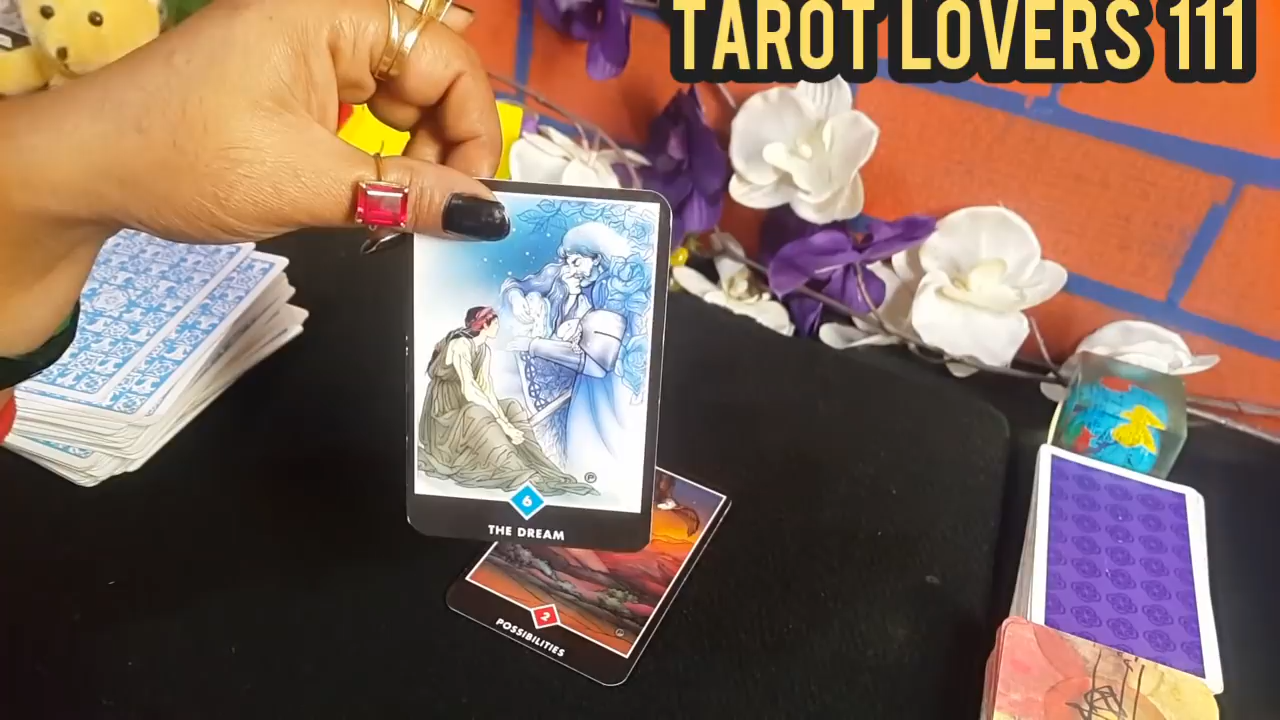 TAROT LOVERS 111
6
THE DREAM
2
POSSIBILITIES